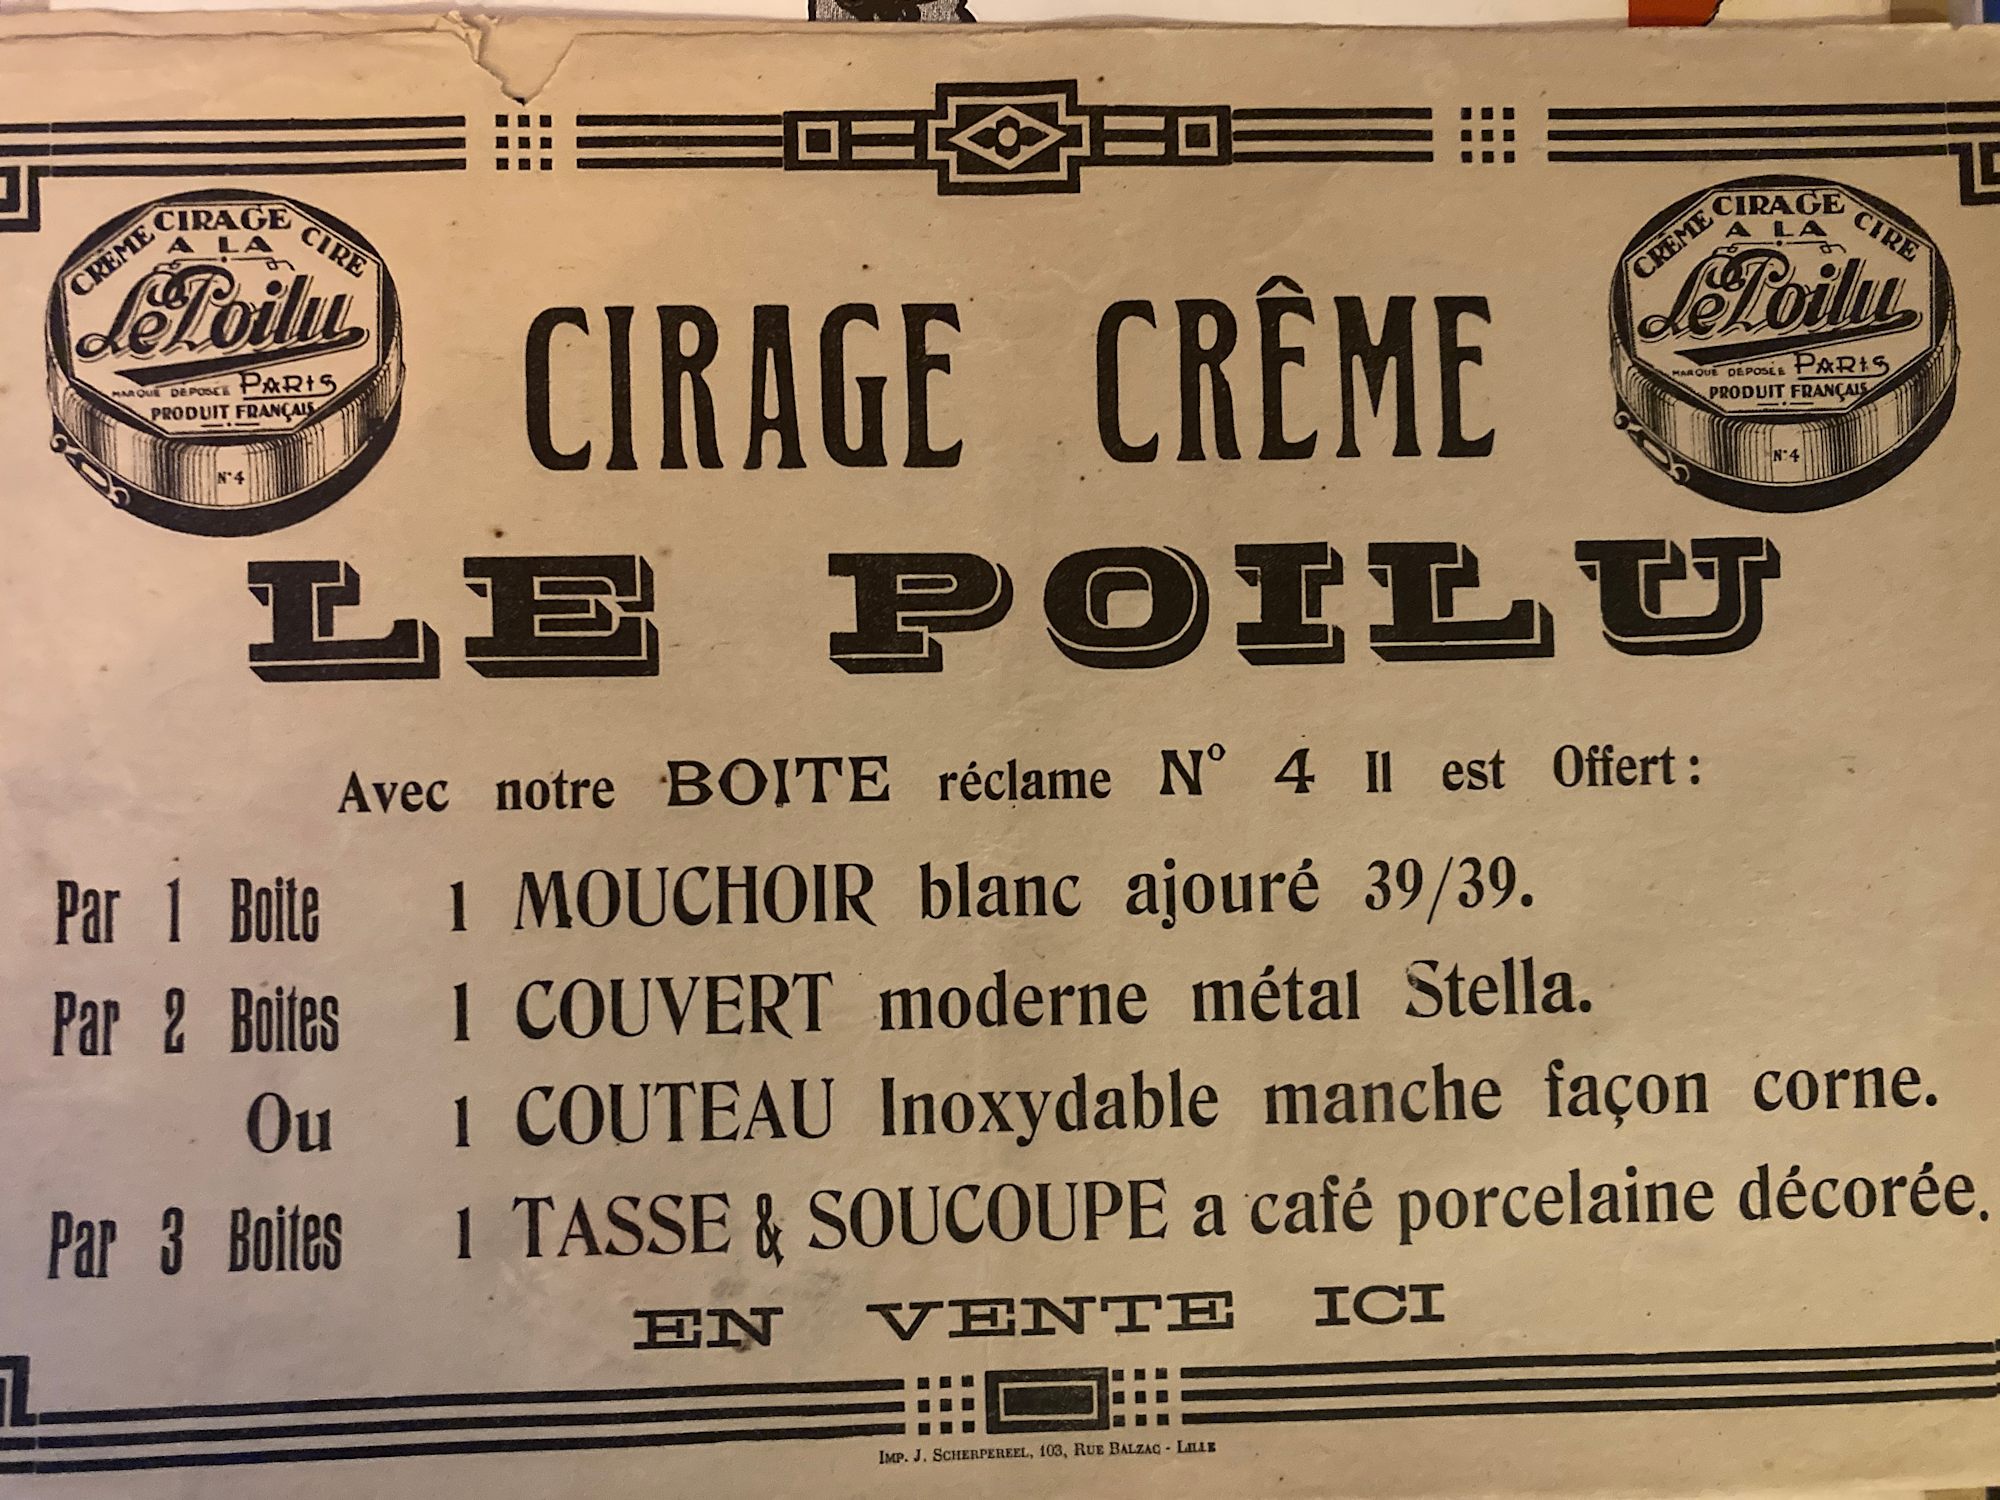 CRÈME CIRAGE CIRE
A LA
Le Poilu
MARQUE DÉPOSÉE PARIS
PRODUIT FRANÇAIS
N° 4
CRÈME CIRAGE CIRE
A LA
Le Poilu
MARQUE DÉPOSÉE PARIS
PRODUIT FRANÇAIS
N° 4
CIRAGE CRÊME
LE POILU
Avec notre BOITE réclame N° 4 Il est Offert :
Par 1 Boite 1 MOUCHOIR blanc ajouré 39/39.
Par 2 Boites 1 COUVERT moderne métal Stella.
Ou 1 COUTEAU Inoxydable manche façon corne.
Par 3 Boites 1 TASSE & SOUCOUPE a café porcelaine décorée.
EN VENTE ICI
IMP. J. SCHERPEREEL, 103, RUE BALZAC - LILLE